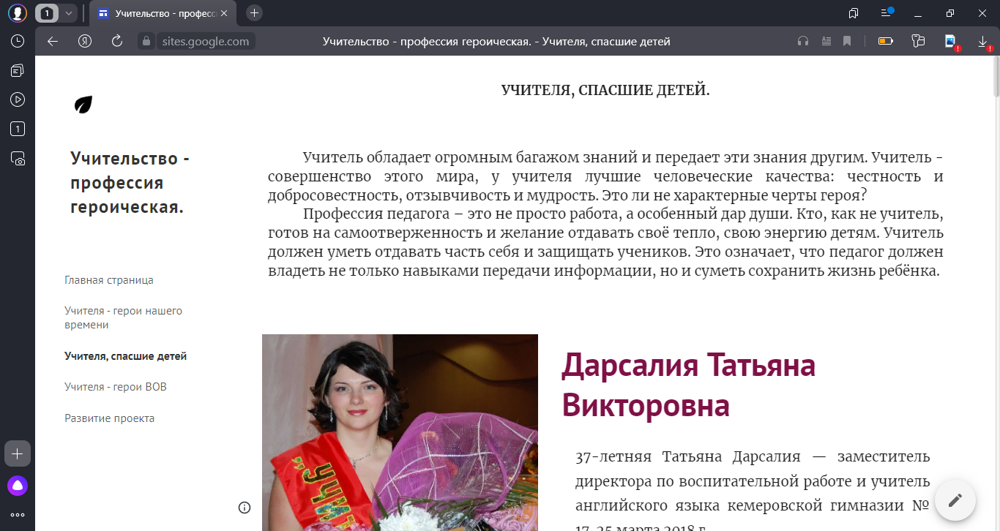 1
Учительство - професс
sites.google.com
Учительство - профессия героическая. - Учителя, спасшие детей
1
УЧИТЕЛЯ, СПАСШИЕ ДЕТЕЙ.
Учительство -
профессия
героическая.
Главная страница
Учителя - герои нашего
времени
Учителя, спасшие детей
Учителя - герои ВОВ
Развитие проекта
Учитель обладает огромным багажом знаний и передает эти знания другим. Учитель -
совершенство этого мира, у учителя лучшие человеческие качества: честность и
добросовестность, отзывчивость и мудрость. Это ли не характерные черты героя?
Профессия педагога – это не просто работа, а особенный дар души. Кто, как не учитель,
готов на самоотверженность и желание отдавать своё тепло, свою энергию детям. Учитель
должен уметь отдавать часть себя и защищать учеников. Это означает, что педагог должен
владеть не только навыками передачи информации, но и суметь сохранить жизнь ребёнка.
"УЧИТ
Дарсалия Татьяна
Викторовна
37-летняя Татьяна Дарсалия — заместитель
директора по воспитательной работе и учитель
английского языка кемеровской гимназии №
17. 25 марта 2018 г.